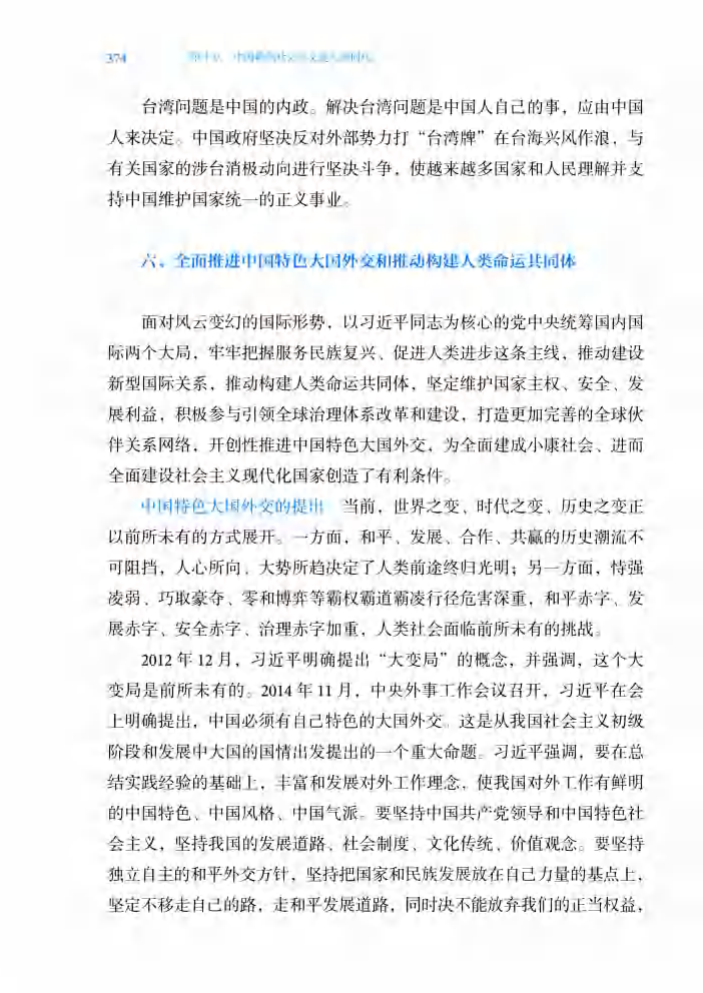 374
台湾问题是中国的内政。解决台湾问题是中国人自己的事，应由中国
人来决定。中国政府坚决反对外部势力打“台湾牌”在台海兴风作浪，与
有关国家的涉台消极动向进行坚决斗争，使越来越多国家和人民理解并支
持中国维护国家统一的正义事业。
六、全面推进中国特色大国外交和推动构建人类命运共同体
面对风云变幻的国际形势，以习近平同志为核心的党中央统筹国内国
际两个大局，牢牢把握服务民族复兴、促进人类进步这条主线，推动建设
新型国际关系，推动构建人类命运共同体，坚定维护国家主权、安全、发
展利益，积极参与引领全球治理体系改革和建设，打造更加完善的全球伙
伴关系网络，开创性推进中国特色大国外交，为全面建成小康社会、进而
全面建设社会主义现代化国家创造了有利条件。
中国特色大国外交的提出 当前，世界之变、时代之变、历史之变正
以前所未有的方式展开。一方面，和平、发展、合作、共赢的历史潮流不
可阻挡，人心所向、大势所趋决定了人类前途终归光明；另一方面，恃强
凌弱、巧取豪夺、零和博弈等霸权霸道霸凌行径危害深重，和平赤字、发
展赤字、安全赤字、治理赤字加重，人类社会面临前所未有的挑战。
2012 年 12 月，习近平明确提出“大变局”的概念，并强调，这个大
变局是前所未有的。2014 年 11 月，中央外事工作会议召开，习近平在会
上明确提出，中国必须有自己特色的大国外交。这是从我国社会主义初级
阶段和发展中大国的国情出发提出的一个重大命题。习近平强调，要在总
结实践经验的基础上，丰富和发展对外工作理念，使我国对外工作有鲜明
的中国特色、中国风格、中国气派。要坚持中国共产党领导和中国特色社
会主义，坚持我国的发展道路、社会制度、文化传统、价值观念。要坚持
独立自主的和平外交方针，坚持把国家和民族发展放在自己力量的基点上，
坚定不移走自己的路，走和平发展道路，同时决不能放弃我们的正当权益，